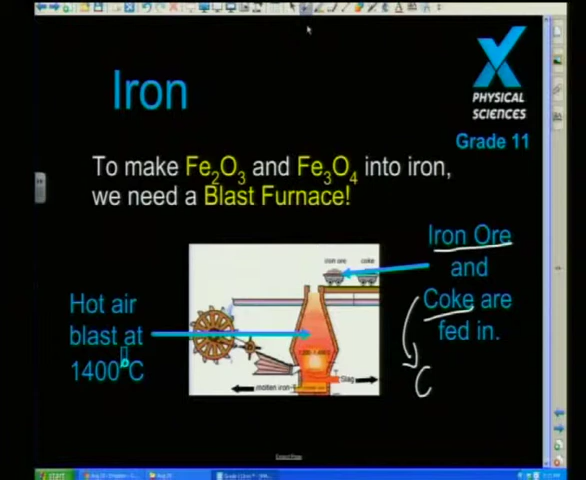 Iron
X
PHYSICAL
SCIENCES
Grade 11
To make Fe₂O₃ and Fe₃O₄ into iron,
we need a Blast Furnace!
Iron Ore
and
Coke are
fed in.
C
iron ore
coke
Hot air
blast at
1400°C
molten iron
Slag
start